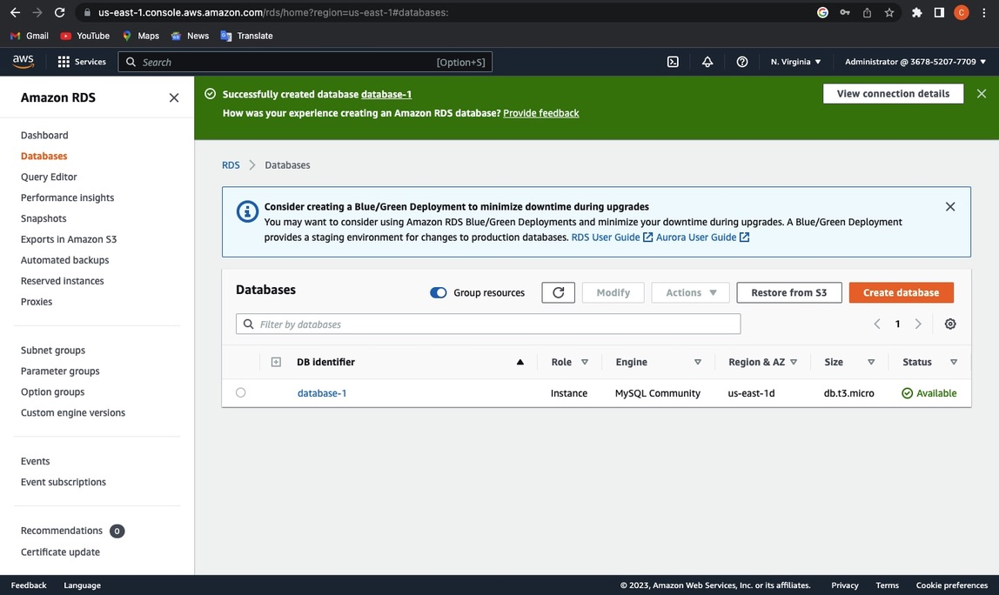 us-east-1.console.aws.amazon.com/rds/home?region=us-east-1#databases:
C
Gmail YouTube Maps News Translate
aws Services Search [Option+S] N. Virginia Administrator @ 3678-5207-7709
Amazon RDS
Dashboard
Databases
Query Editor
Performance insights
Snapshots
Exports in Amazon S3
Automated backups
Reserved instances
Proxies
Subnet groups
Parameter groups
Option groups
Custom engine versions
Events
Event subscriptions
Recommendations 0
Certificate update
Successfully created database database-1
How was your experience creating an Amazon RDS database? Provide feedback
View connection details
RDS Databases
Consider creating a Blue/Green Deployment to minimize downtime during upgrades
You may want to consider using Amazon RDS Blue/Green Deployments and minimize your downtime during upgrades. A Blue/Green Deployment
provides a staging environment for changes to production databases. RDS User Guide Aurora User Guide
Databases Group resources Modify Actions Restore from S3 Create database
Filter by databases 1
DB identifier Role Engine Region & AZ Size Status
database-1 Instance MySQL Community us-east-1d db.t3.micro Available
Feedback Language © 2023, Amazon Web Services, Inc. or its affiliates. Privacy Terms Cookie preferences